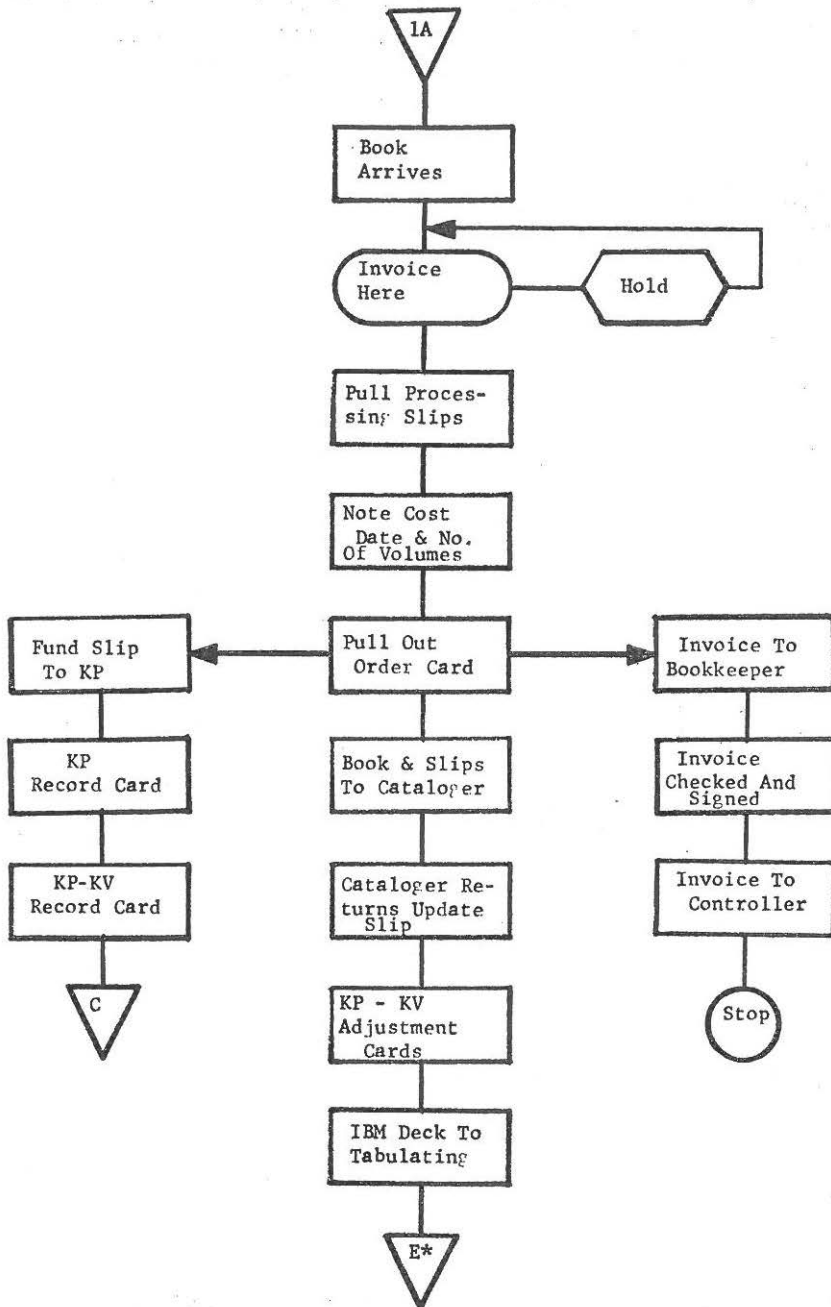 1A
Book
Arrives
Invoice
Here
Hold
Pull Proces-
sing Slips
Note Cost
Date & No.
Of Volumes
Fund Slip
To KP
Pull Out
Order Card
Invoice To
Bookkeeper
KP
Record Card
Book & Slips
To Cataloger
Invoice
Checked And
Signed
KP-KV
Record Card
Cataloger Re-
turns Update
Slip
Invoice To
Controller
C
KP - KV
Adjustment
Cards
Stop
IBM Deck To
Tabulating
E*